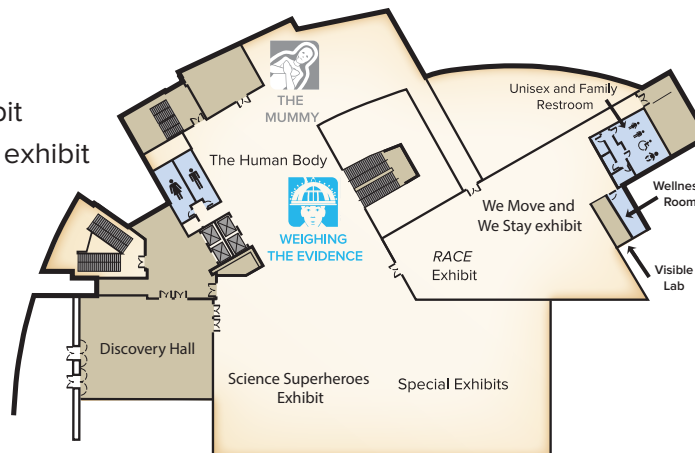 bit
exhibit
THE
MUMMY
Unisex and Family
Restroom
The Human Body
WEIGHING
THE EVIDENCE
We Move and
We Stay exhibit
RACE
Exhibit
Wellnes
Room
Visible
Lab
Discovery Hall
Science Superheroes
Exhibit
Special Exhibits